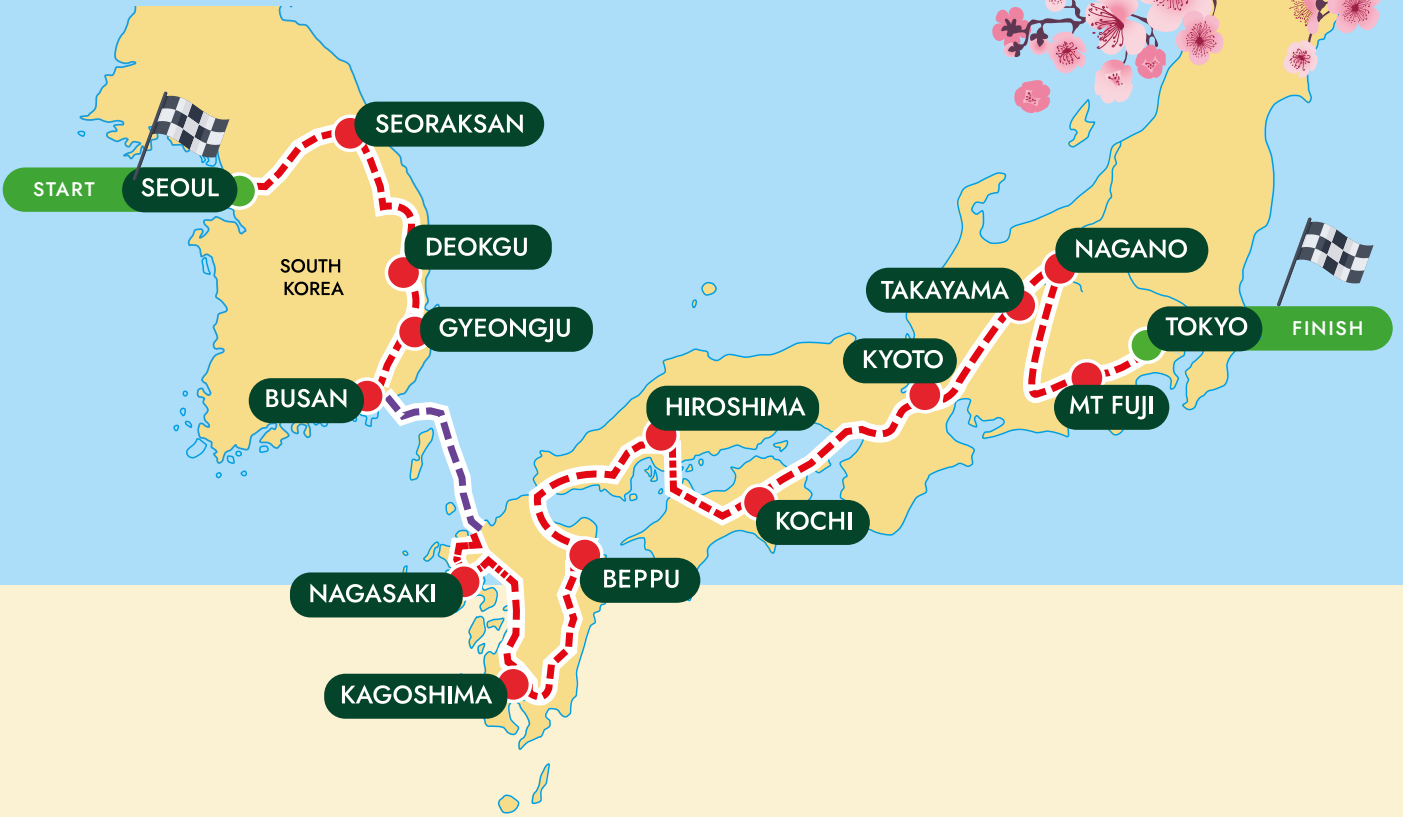 SEORAKSAN
START
SEOUL
DEOKGU
SOUTH
KOREA
GYEONGJU
BUSAN
NAGANO
TAKAYAMA
TOKYO
FINISH
KYOTO
MT FUJI
HIROSHIMA
KOCHI
BEPPU
NAGASAKI
KAGOSHIMA